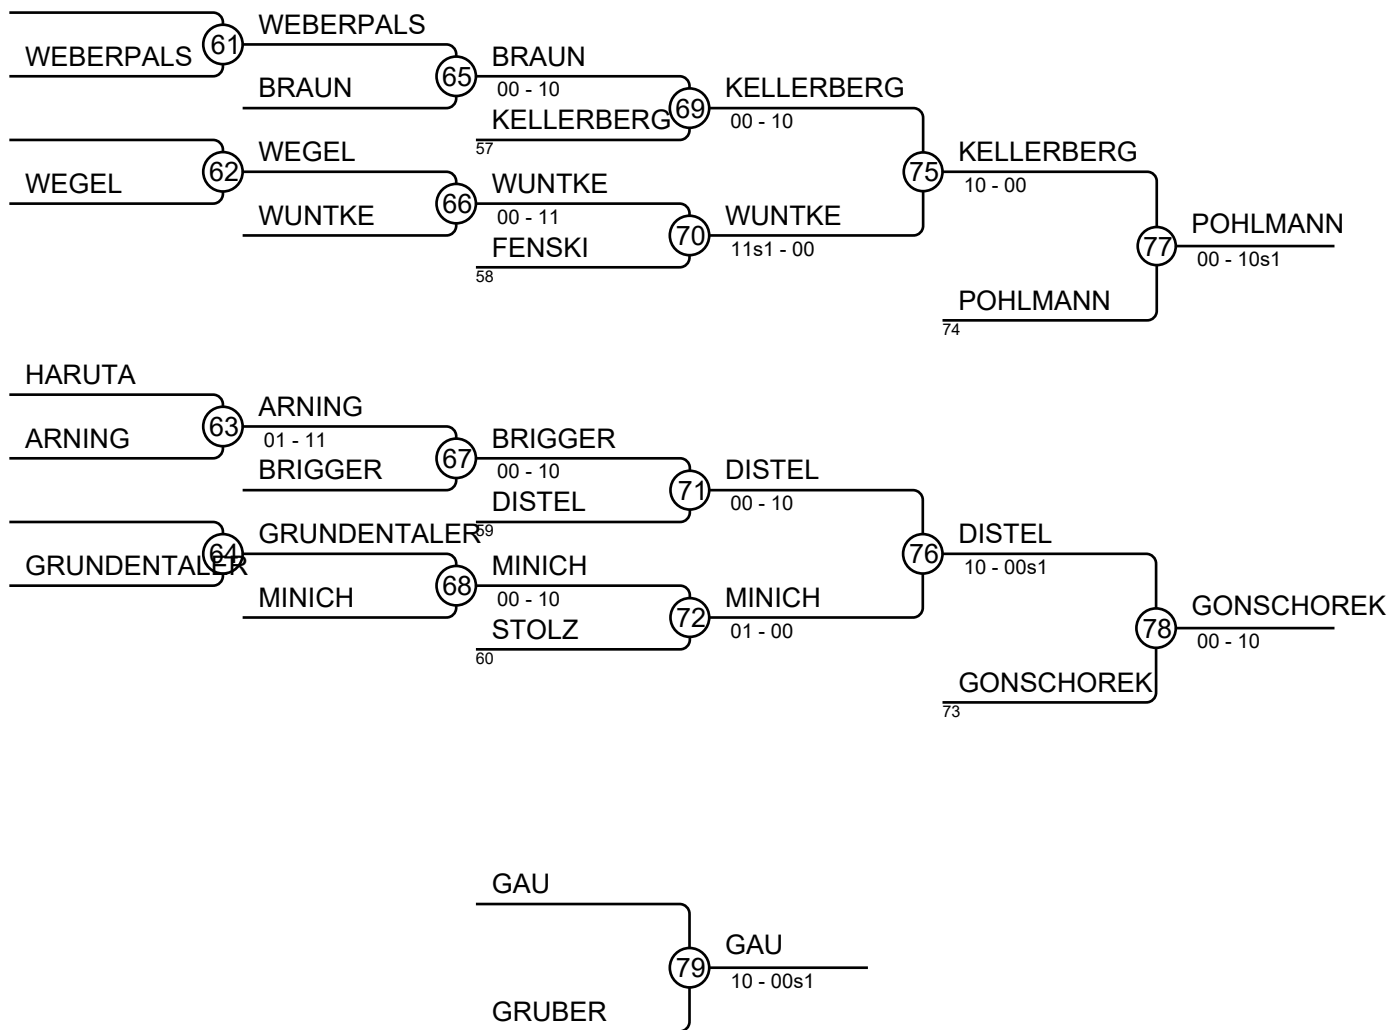 WEBERPALS
61
WEBERPALS
BRAUN
65
BRAUN
00 - 10
KELLERBERG
57
69
KELLERBERG
00 - 10
WEGEL
62
WEGEL
WUNTKE
66
WUNTKE
00 - 11
FENSKI
58
70
WUNTKE
11s1 - 00
75
KELLERBERG
10 - 00
POHLMANN
74
77
POHLMANN
00 - 10s1
HARUTA
ARNING
63
ARNING
01 - 11
BRIGGER
67
BRIGGER
00 - 10
DISTEL
59
71
DISTEL
00 - 10
GRUNDENTALER
64
GRUNDENTALER
MINICH
68
MINICH
00 - 10
STOLZ
60
72
MINICH
01 - 00
76
DISTEL
10 - 00s1
GONSCHOREK
73
78
GONSCHOREK
00 - 10
GAU
GRUBER
79
GAU
10 - 00s1